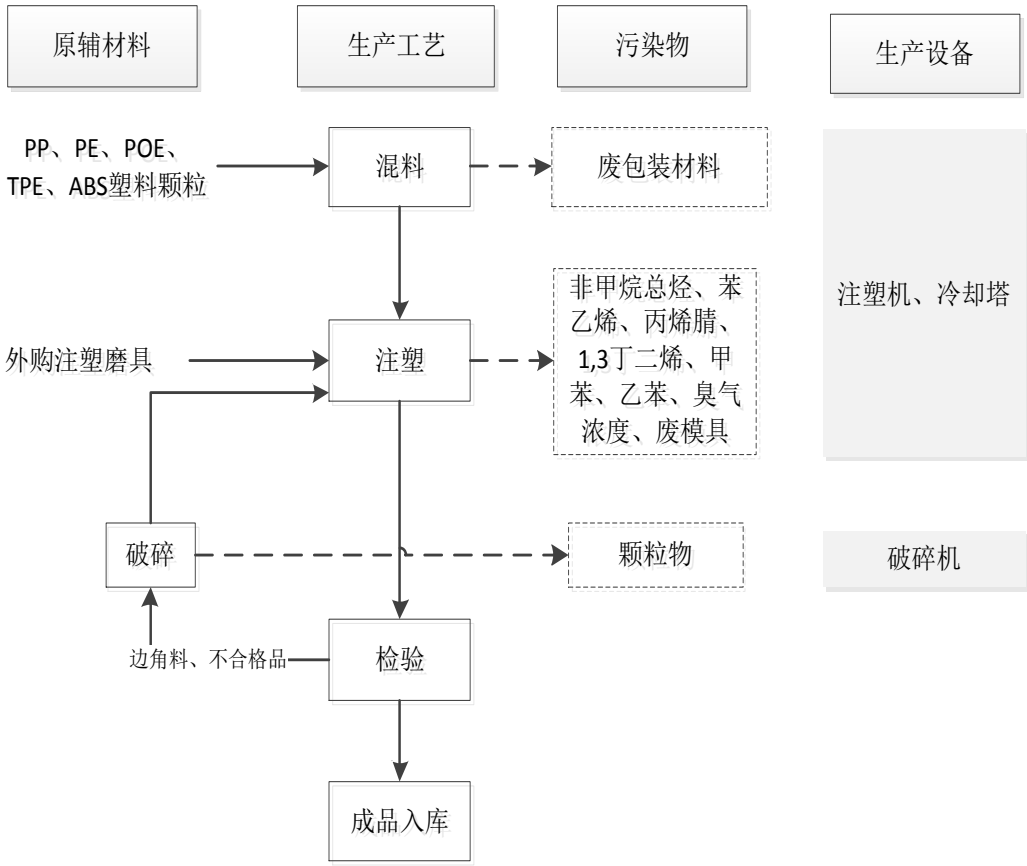 原辅材料
生产工艺
污染物
生产设备
PP、PE、POE、
TPE、ABS塑料颗粒
混料
废包装材料
非甲烷总烃、苯
乙烯、丙烯腈、
1,3丁二烯、甲
苯、乙苯、臭气
浓度、废模具
注塑机、冷却塔
外购注塑磨具
注塑
破碎
颗粒物
破碎机
边角料、不合格品
检验
成品入库